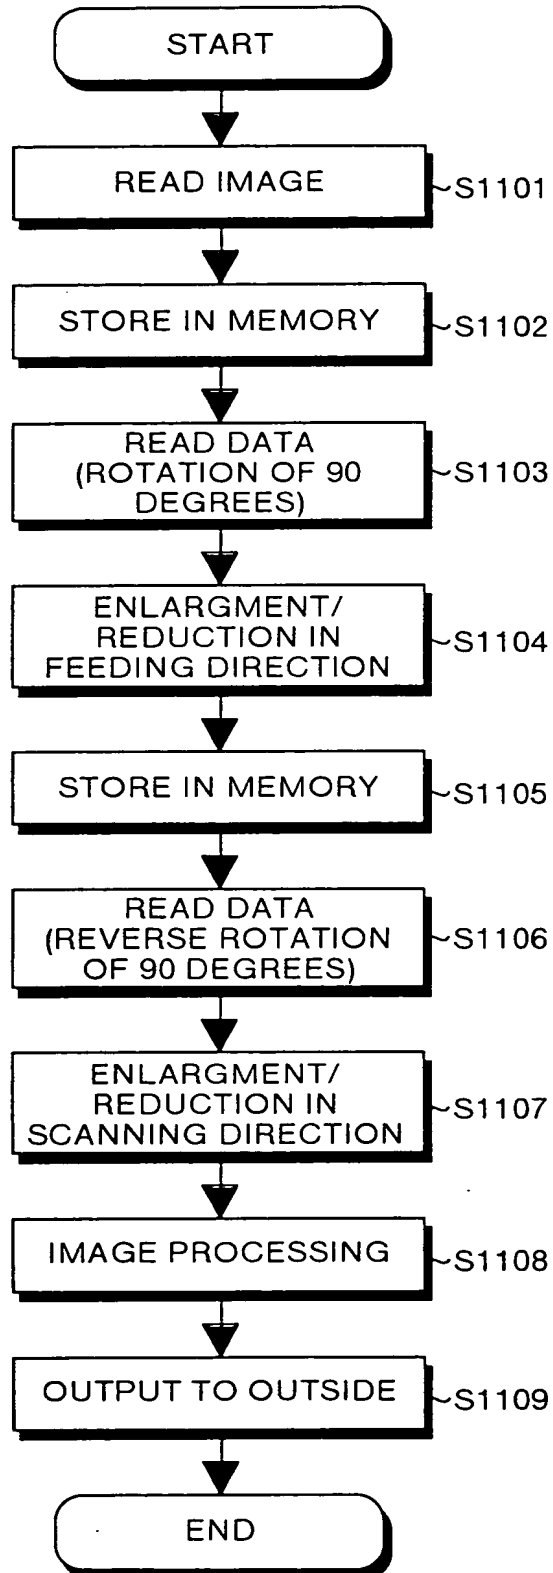 START
READ IMAGE
S1101
STORE IN MEMORY
S1102
READ DATA
(ROTATION OF 90
DEGREES)
S1103
ENLARGMENT/
REDUCTION IN
FEEDING DIRECTION
S1104
STORE IN MEMORY
S1105
READ DATA
(REVERSE ROTATION
OF 90 DEGREES)
S1106
ENLARGMENT/
REDUCTION IN
SCANNING DIRECTION
S1107
IMAGE PROCESSING
S1108
OUTPUT TO OUTSIDE
S1109
END